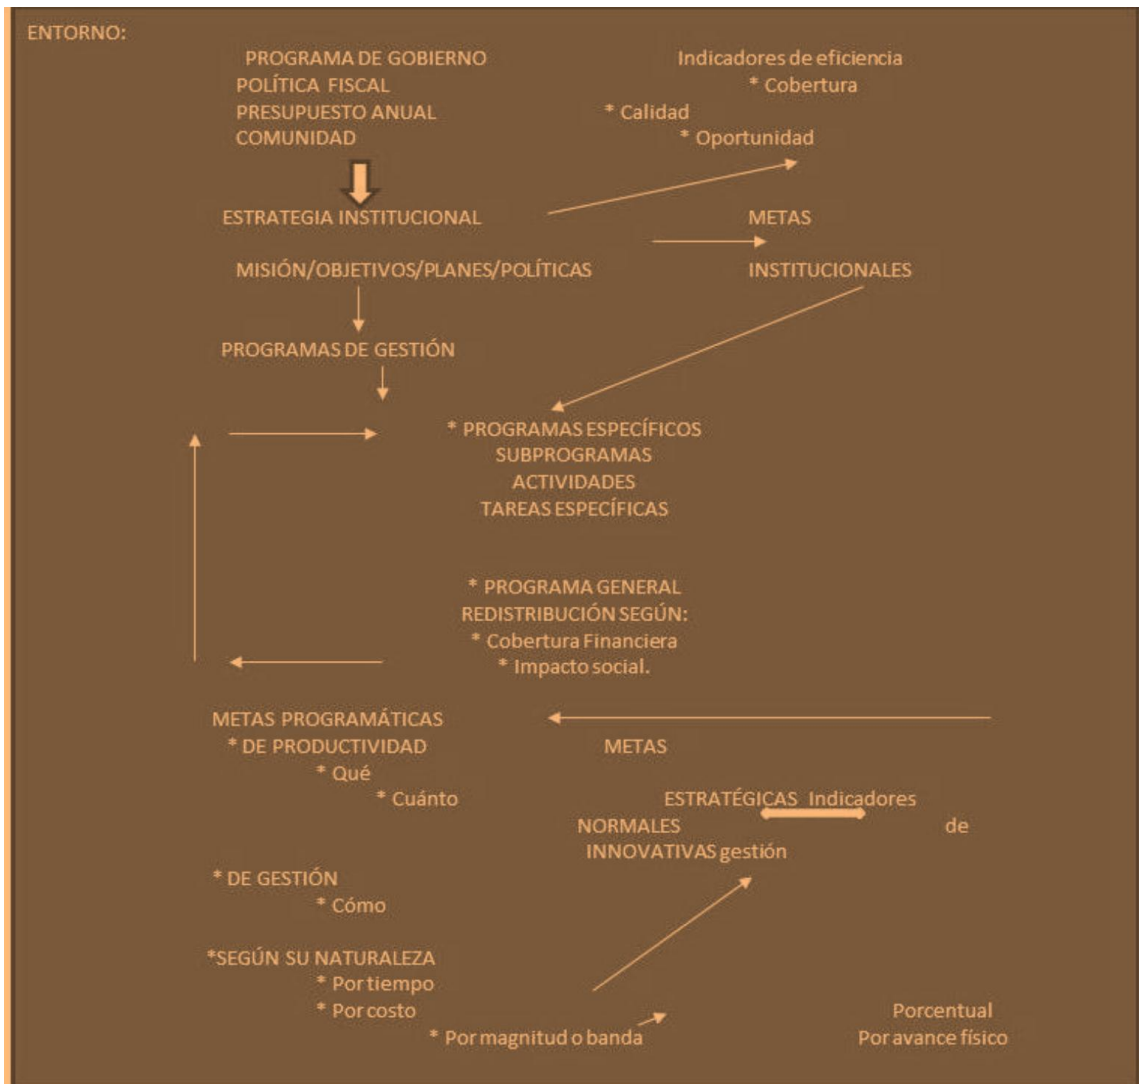 ENTORNO:
PROGRAMA DE GOBIERNO Indicadores de eficiencia
POLÍTICA FISCAL * Cobertura
PRESUPUESTO ANUAL * Calidad
COMUNIDAD * Oportunidad
ESTRATEGIA INSTITUCIONAL METAS
MISIÓN/OBJETIVOS/PLANES/POLÍTICAS INSTITUCIONALES
PROGRAMAS DE GESTIÓN
* PROGRAMAS ESPECÍFICOS
SUBPROGRAMAS
ACTIVIDADES
TAREAS ESPECÍFICAS
* PROGRAMA GENERAL
REDISTRIBUCIÓN SEGÚN:
* Cobertura Financiera
* Impacto social.
METAS PROGRAMÁTICAS
* DE PRODUCTIVIDAD METAS
* Qué
* Cuánto ESTRATÉGICAS Indicadores
NORMALES de
INNOVATIVAS gestión
* DE GESTIÓN
* Cómo
*SEGÚN SU NATURALEZA
* Por tiempo
* Por costo Porcentual
* Por magnitud o banda Por avance físico